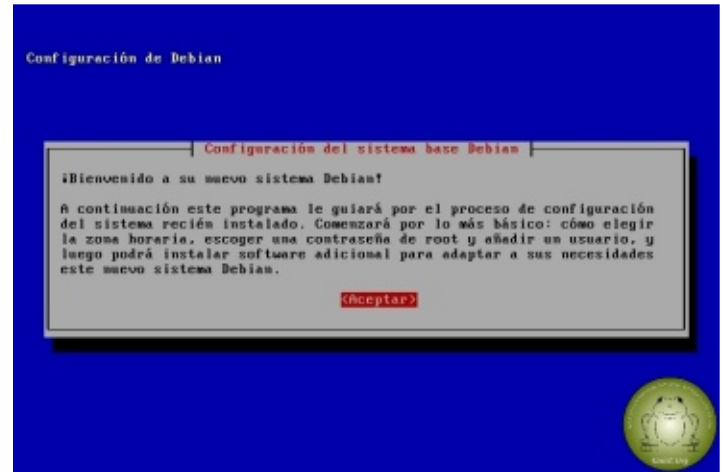 Configuración de Debian
Configuración del sistema base Debian
¡Bienvenido a su nuevo sistema Debian!
A continuación este programa le guiará por el proceso de configuración
del sistema recién instalado. Comenzará por lo más básico: cómo elegir
la zona horaria, escoger una contraseña de root y añadir un usuario, y
luego podrá instalar software adicional para adaptar a sus necesidades
este nuevo sistema Debian.
<Aceptar>